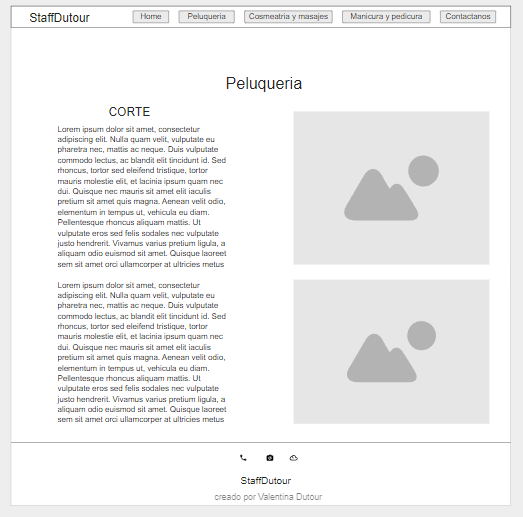 StaffDutour
Home
Peluqueria
Cosmeatria y masajes
Manicura y pedicura
Contactanos
Peluqueria
CORTE
Lorem ipsum dolor sit amet, consectetur
adipiscing elit. Nulla quam velit, vulputate eu
pharetra nec, mattis ac neque. Duis vulputate
commodo lectus, ac blandit elit tincidunt id. Sed
rhoncus, tortor sed eleifend tristique, tortor
mauris molestie elit, et lacinia ipsum quam nec
dui. Quisque nec mauris sit amet elit iaculis
pretium sit amet quis magna. Aenean velit odio,
elementum in tempus ut, vehicula eu diam.
Pellentesque rhoncus aliquam mattis. Ut
vulputate eros sed felis sodales nec vulputate
justo hendrerit. Vivamus varius pretium ligula, a
aliquam odio euismod sit amet. Quisque laoreet
sem sit amet orci ullamcorper at ultricies metus
Lorem ipsum dolor sit amet, consectetur
adipiscing elit. Nulla quam velit, vulputate eu
pharetra nec, mattis ac neque. Duis vulputate
commodo lectus, ac blandit elit tincidunt id. Sed
rhoncus, tortor sed eleifend tristique, tortor
mauris molestie elit, et lacinia ipsum quam nec
dui. Quisque nec mauris sit amet elit iaculis
pretium sit amet quis magna. Aenean velit odio,
elementum in tempus ut, vehicula eu diam.
Pellentesque rhoncus aliquam mattis. Ut
vulputate eros sed felis sodales nec vulputate
justo hendrerit. Vivamus varius pretium ligula, a
aliquam odio euismod sit amet. Quisque laoreet
sem sit amet orci ullamcorper at ultricies metus
StaffDutour
creado por Valentina Dutour